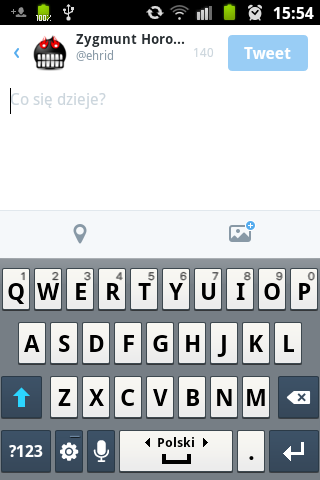 100%
15:54
Zygmunt Horo...
@ehrid
140
Tweet
Co się dzieje?
1 2 3 4 5 6 7 8 9 0
Q W E R T Y U I O P
A S D F G H J K L
Z X C V B N M
?123
Polski
.